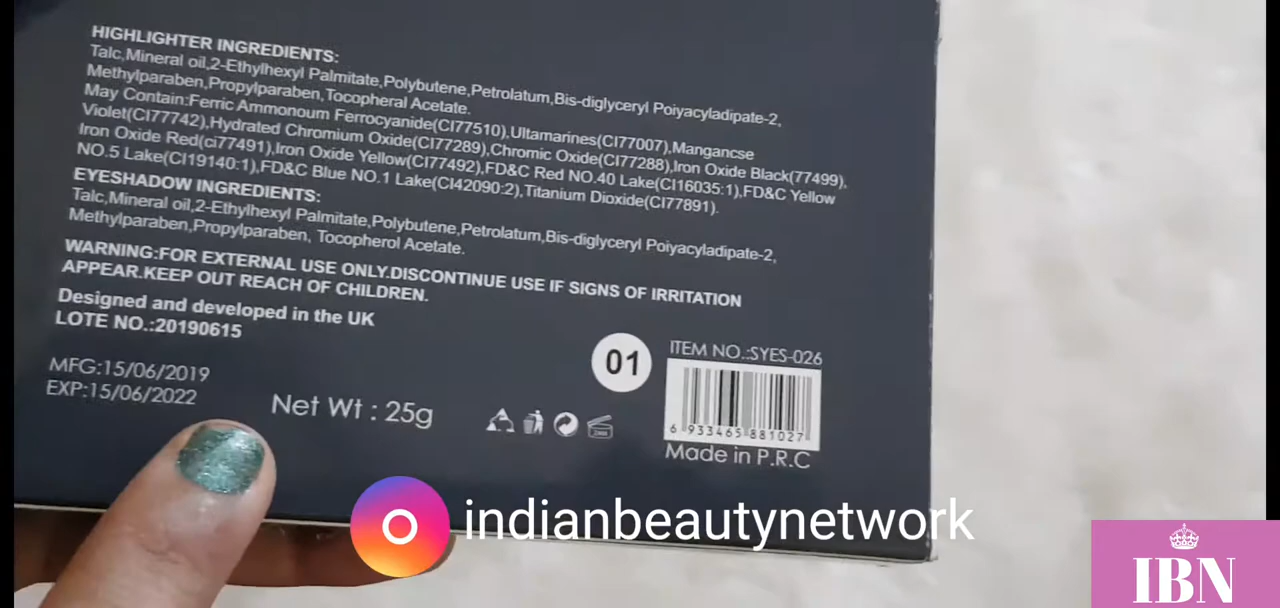 HIGHLIGHTER INGREDIENTS:
Talc,Mineral oil,2-Ethylhexyl Palmitate,Polybutene,Petrolatum,Bis-diglyceryl Poiyacyladipate-2,
Methylparaben,Propylparaben,Tocopheral Acetate.
May Contain:Ferric Ammonoum Ferrocyanide(CI77510),Ultamarines(CI77007),Mangancse
Violet(CI77742),Hydrated Chromium Oxide(CI77289),Chromic Oxide(CI77288),Iron Oxide Black(77499),
Iron Oxide Red(ci77491),Iron Oxide Yellow(CI77492),FD&C Red NO.40 Lake(CI16035:1),FD&C Yellow
NO.5 Lake(CI19140:1),FD&C Blue NO.1 Lake(CI42090:2),Titanium Dioxide(CI77891).
EYESHADOW INGREDIENTS:
Talc,Mineral oil,2-Ethylhexyl Palmitate,Polybutene,Petrolatum,Bis-diglyceryl Poiyacyladipate-2,
Methylparaben,Propylparaben, Tocopherol Acetate.
WARNING:FOR EXTERNAL USE ONLY.DISCONTINUE USE IF SIGNS OF IRRITATION
APPEAR.KEEP OUT REACH OF CHILDREN.
Designed and developed in the UK
LOTE NO.:20190615
MFG:15/06/2019
EXP:15/06/2022
Net Wt : 25g
01
ITEM NO.:SYES-026
6 933465 881027
Made in P.R.C
indianbeautynetwork
IBN